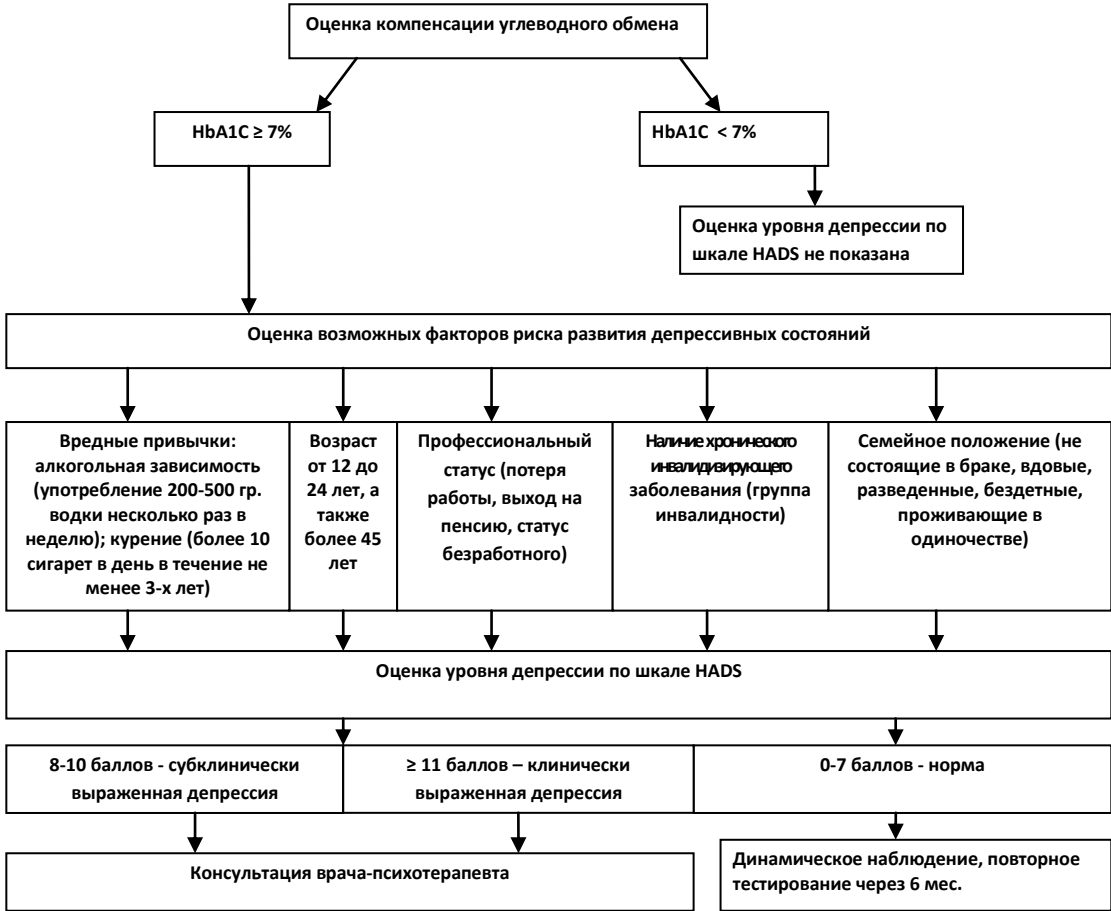 Оценка компенсации углеводного обмена
HbA1C ≥ 7%
HbA1C < 7%
Оценка уровня депрессии по
шкале HADS не показана
Оценка возможных факторов риска развития депрессивных состояний
Вредные привычки:
алкогольная зависимость
(употребление 200-500 гр.
водки несколько раз в
неделю); курение (более 10
сигарет в день в течение не
менее 3-х лет)
Возраст
от 12 до
24 лет, а
также
более 45
лет
Профессиональный
статус (потеря
работы, выход на
пенсию, статус
безработного)
Наличие хронического
инвалидизирующего
заболевания (группа
инвалидности)
Семейное положение (не
состоящие в браке, вдовые,
разведенные, бездетные,
проживающие в
одиночестве)
Оценка уровня депрессии по шкале HADS
8-10 баллов - субклинически
выраженная депрессия
≥ 11 баллов – клинически
выраженная депрессия
0-7 баллов - норма
Консультация врача-психотерапевта
Динамическое наблюдение, повторное
тестирование через 6 мес.